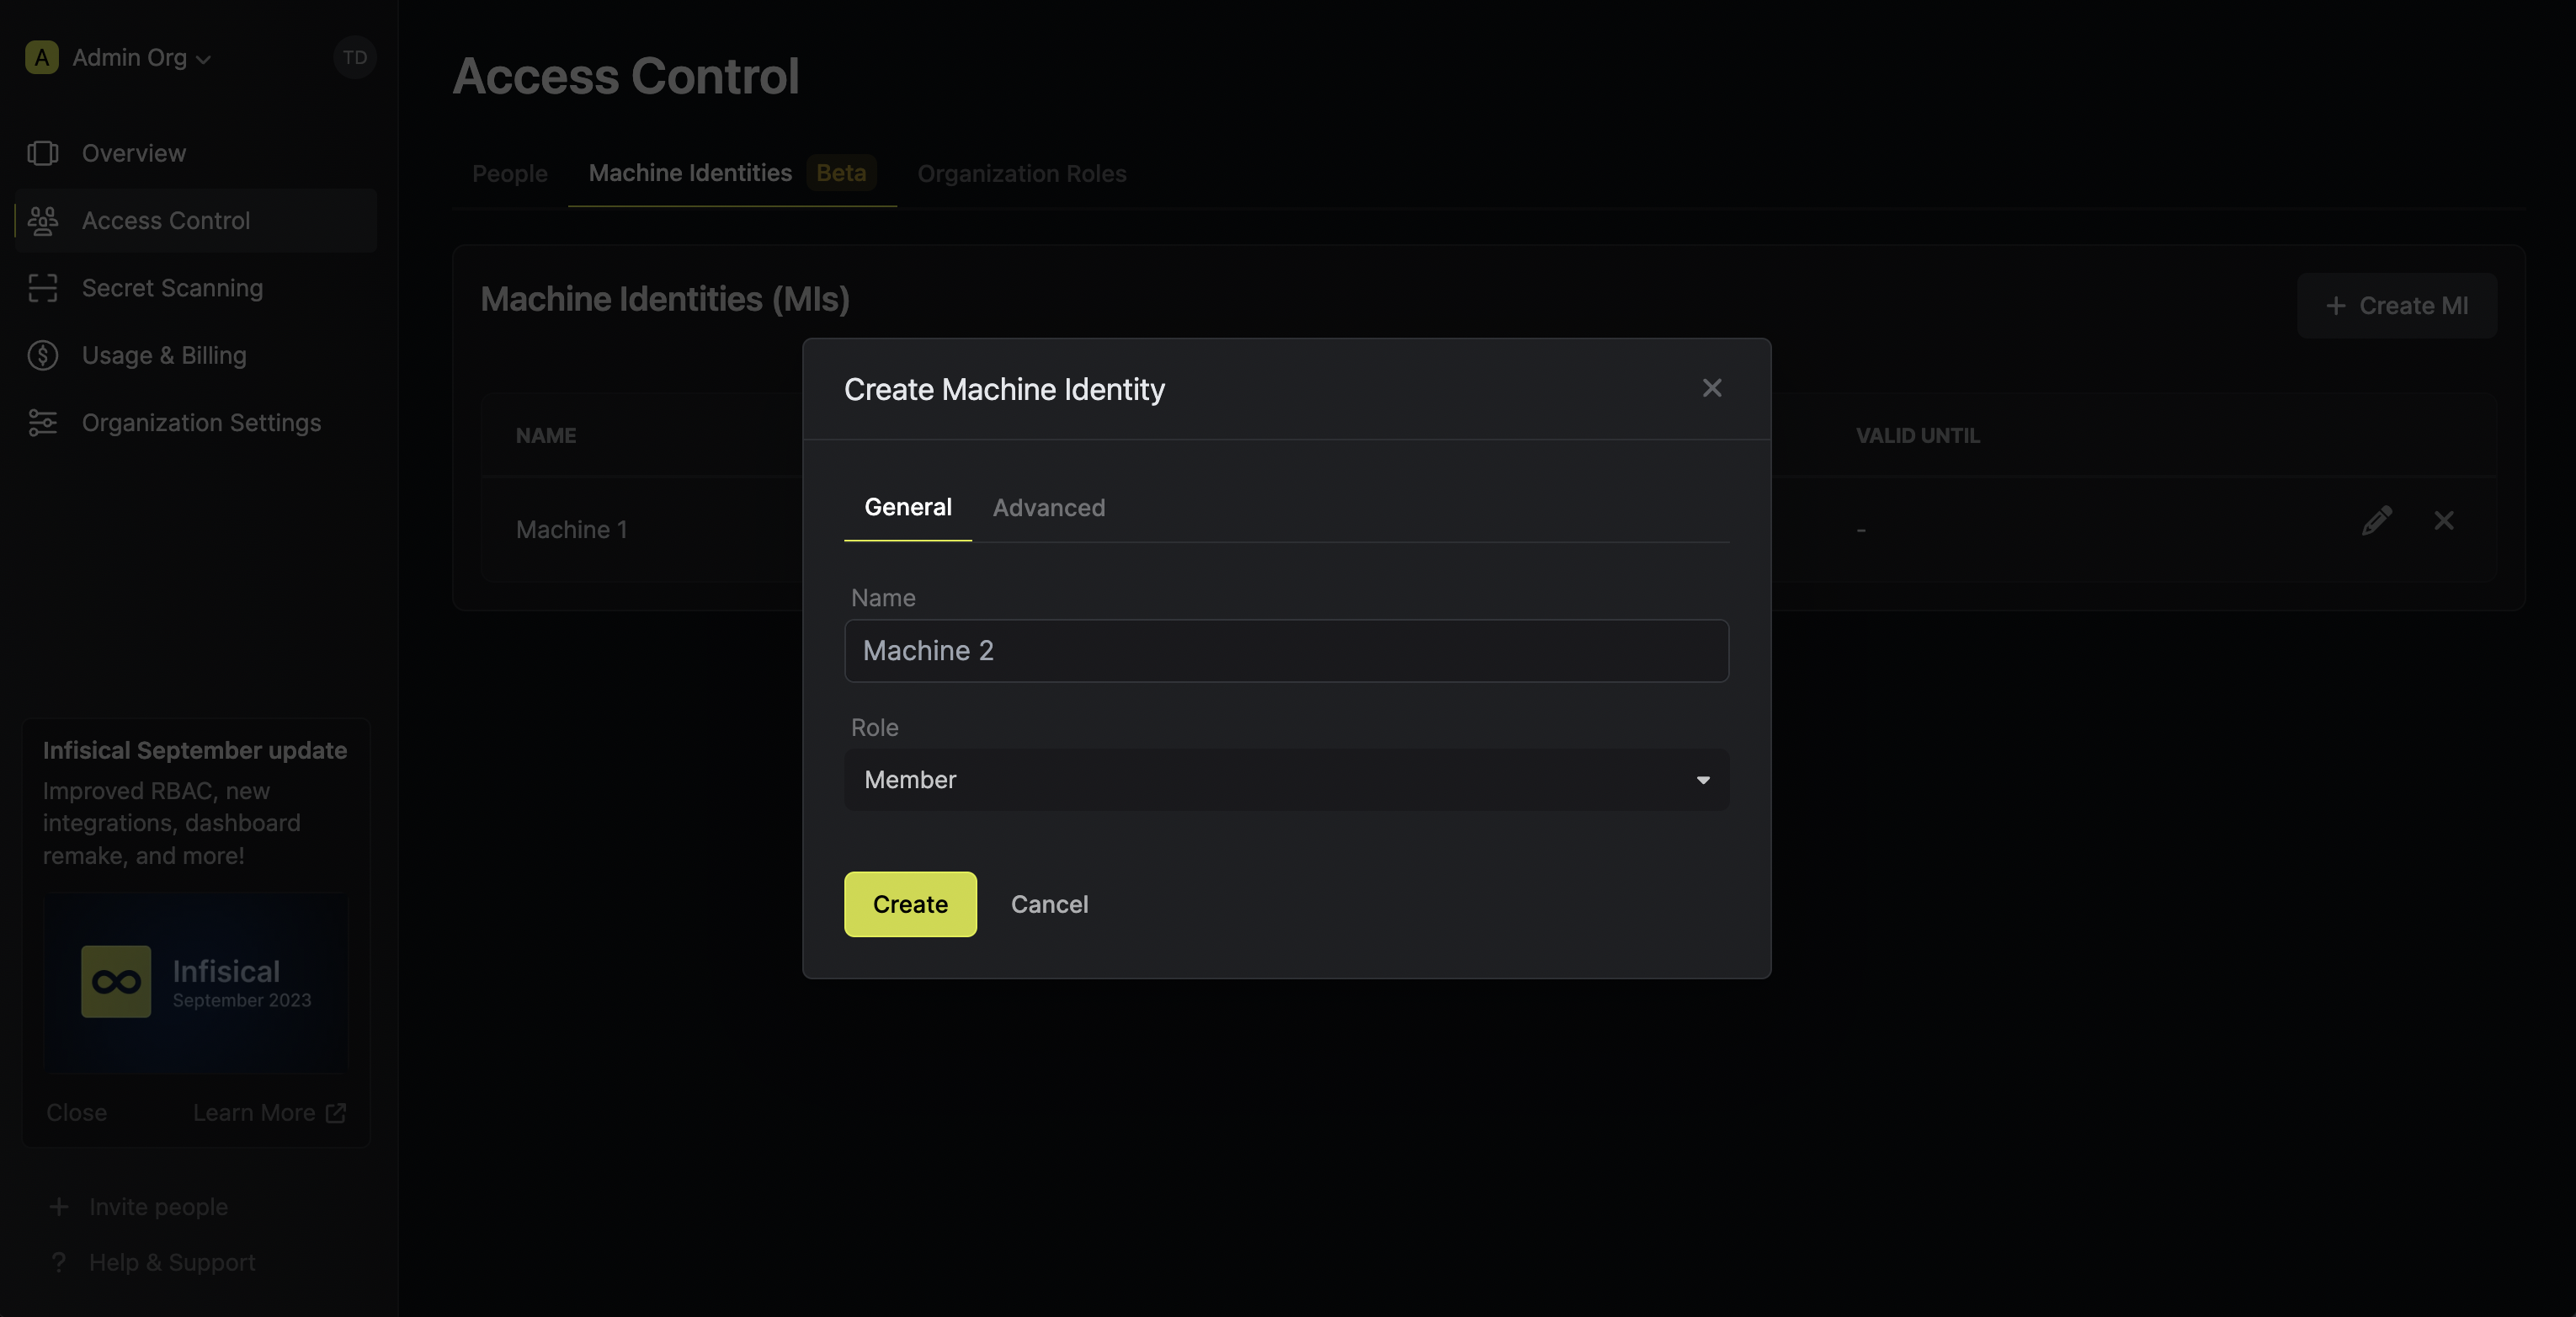 A Admin Org
TD
Overview
Access Control
Secret Scanning
Usage & Billing
Organization Settings
Infisical September update
Improved RBAC, new
integrations, dashboard
remake, and more!
Infisical
September 2023
Close Learn More
+ Invite people
? Help & Support
Access Control
People Machine Identities Beta Organization Roles
Machine Identities (MIs)
+ Create MI
NAME VALID UNTIL
Machine 1 -
Create Machine Identity
General Advanced
Name
Machine 2
Role
Member
Create Cancel